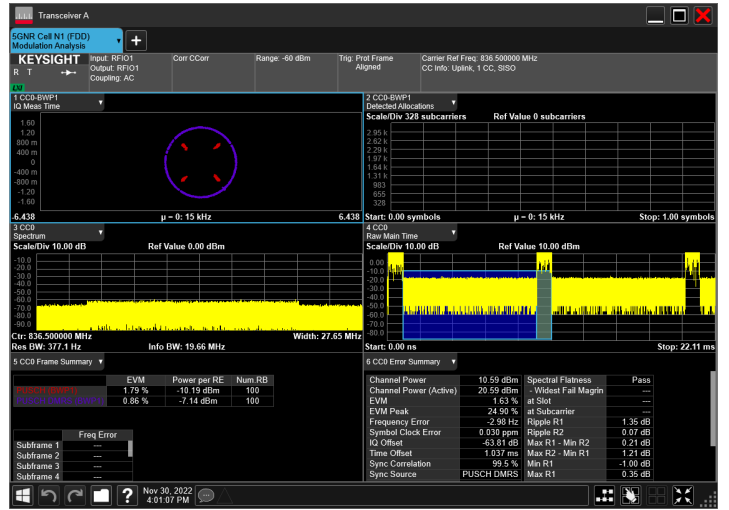 Transceiver A
5GNR Cell N1 (FDD)
Modulation Analysis
KEYSIGHT
R T
LXI
Input: RFIO1
Output: RFIO1
Coupling: AC
Corr CCorr
Range: -60 dBm
Trig: Prot Frame
Aligned
Carrier Ref Freq: 836.500000 MHz
CC Info: Uplink, 1 CC, SISO
1 CC0-BWP1
IQ Meas Time
1.60
1.20
800 m
400 m
0
-400 m
-800 m
-1.20
-1.60
-6.438
μ = 0: 15 kHz
6.438
2 CC0-BWP1
Detected Allocations
Scale/Div 328 subcarriers
Ref Value 0 subcarriers
2.95 k
2.62 k
2.29 k
1.97 k
1.64 k
1.31 k
983
655
328
Start: 0.00 symbols
μ = 0: 15 kHz
Stop: 1.00 symbols
3 CC0
Spectrum
Scale/Div 10.00 dB
Ref Value 0.00 dBm
-10.0
-20.0
-30.0
-40.0
-50.0
-60.0
-70.0
-80.0
-90.0
Ctr: 836.500000 MHz
Width: 27.65 MHz
Res BW: 377.1 Hz
Info BW: 19.66 MHz
4 CC0
Raw Main Time
Scale/Div 10.00 dB
Ref Value 10.00 dBm
0.00
-10.0
-20.0
-30.0
-40.0
-50.0
-60.0
-70.0
-80.0
Start: 0.00 ns
Stop: 22.11 ms
5 CC0 Frame Summary
EVM Power per RE Num.RB
1.79 % -10.19 dBm 100
0.86 % -7.14 dBm 100
Freq Error
Subframe 1 ---
Subframe 2 ---
Subframe 3 ---
Subframe 4 ---
6 CC0 Error Summary
Channel Power 10.59 dBm Spectral Flatness Pass
Channel Power (Active) 20.59 dBm - Widest Fail Magrin ---
EVM 1.63 % at Slot ---
EVM Peak 24.90 % at Subcarrier ---
Frequency Error -2.98 Hz Ripple R1 1.35 dB
Symbol Clock Error 0.030 ppm Ripple R2 0.07 dB
IQ Offset -63.81 dB Max R1 - Min R2 0.21 dB
Time Offset 1.037 ms Max R2 - Min R1 1.21 dB
Sync Correlation 99.5 % Min R1 -1.00 dB
Sync Source PUSCH DMRS Max R1 0.35 dB
Nov 30, 2022
4:01:07 PM